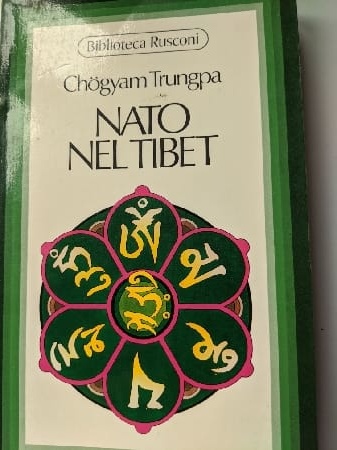 Biblioteca Rusconi
Chögyam Trungpa
NATO
NEL TIBET